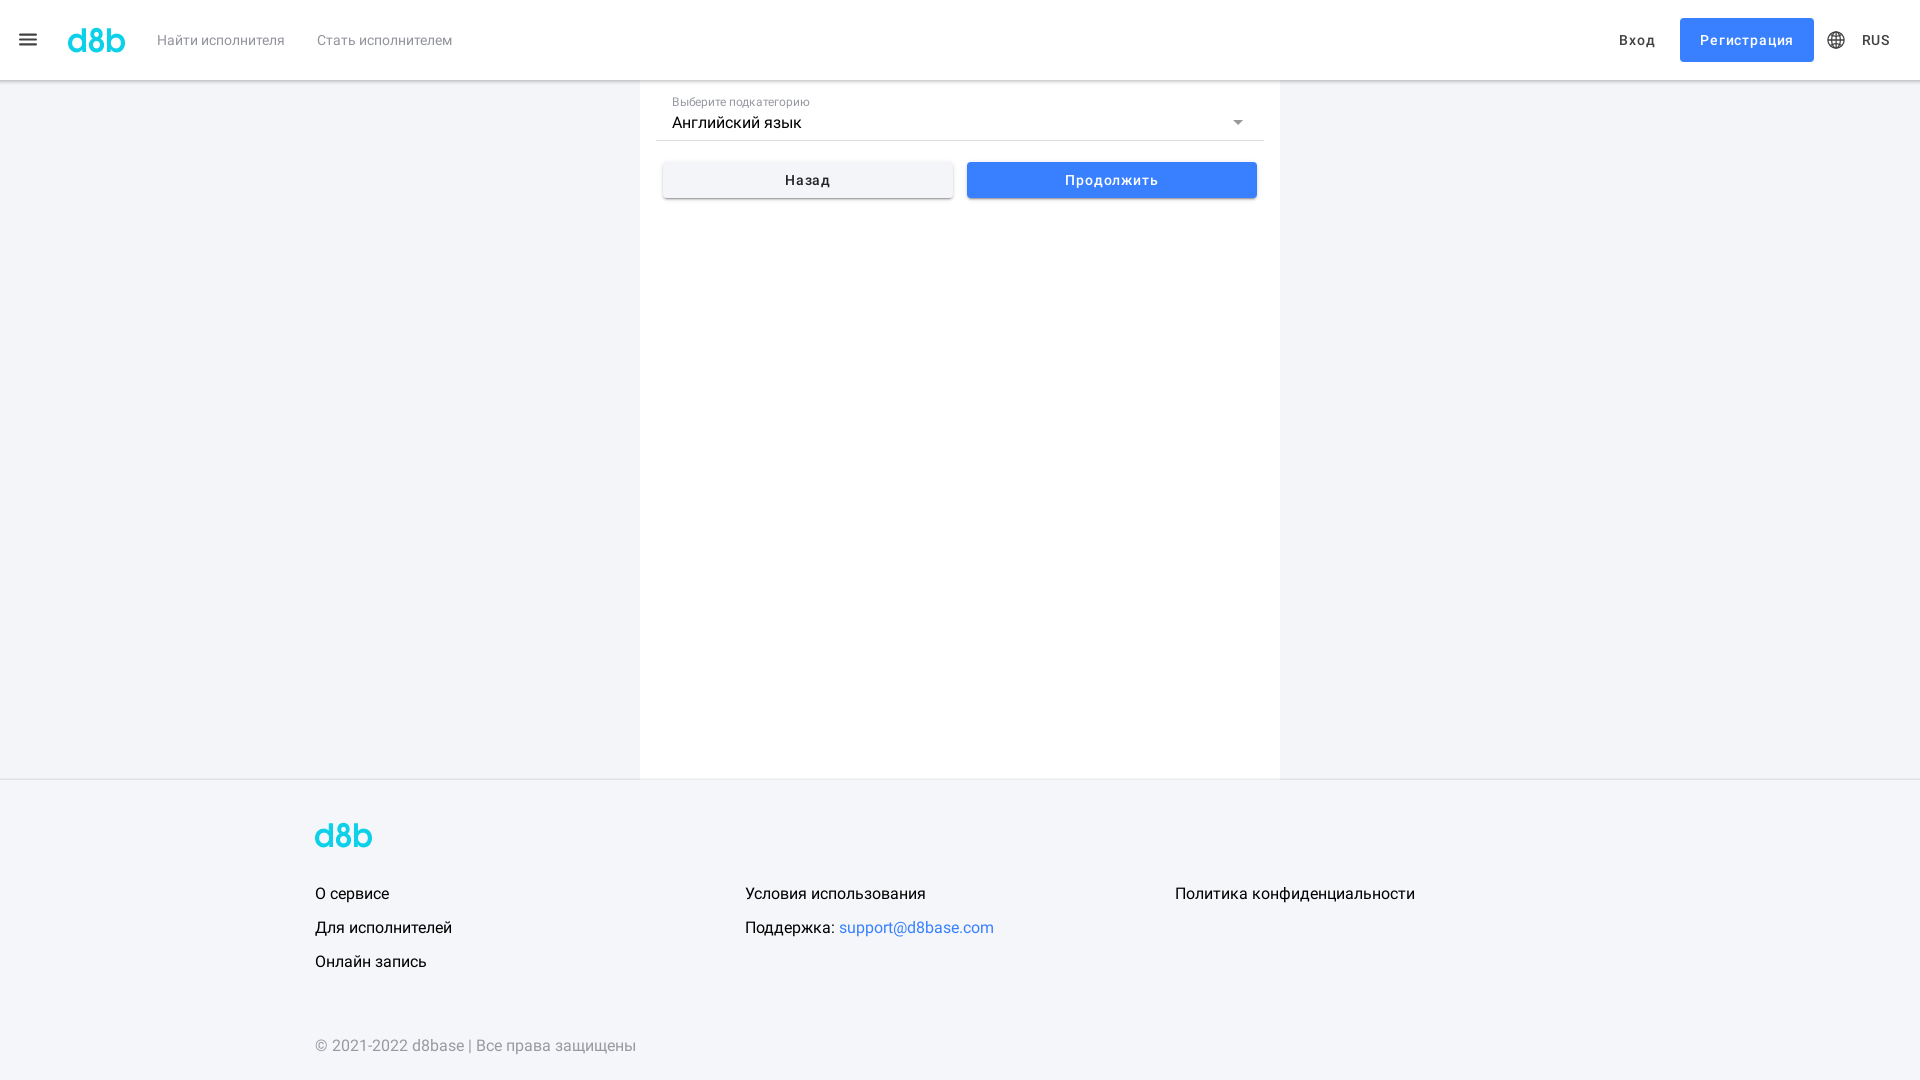 d8b
Найти исполнителя
Стать исполнителем
Вход
Регистрация
RUS
Выберите подкатегорию
Английский язык
Назад
Продолжить
d8b
О сервисе
Условия использования
Политика конфиденциальности
Для исполнителей
Поддержка: support@d8base.com
Онлайн запись
© 2021-2022 d8base | Все права защищены